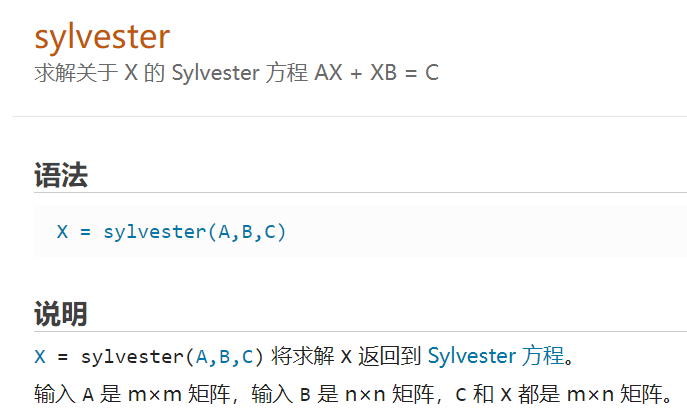 sylvester
求解关于 X 的 Sylvester 方程 AX + XB = C
语法
X = sylvester(A,B,C)
说明
X = sylvester(A,B,C) 将求解 X 返回到 Sylvester 方程。
输入 A 是 m×m 矩阵，输入 B 是 n×n 矩阵，C 和 X 都是 m×n 矩阵。